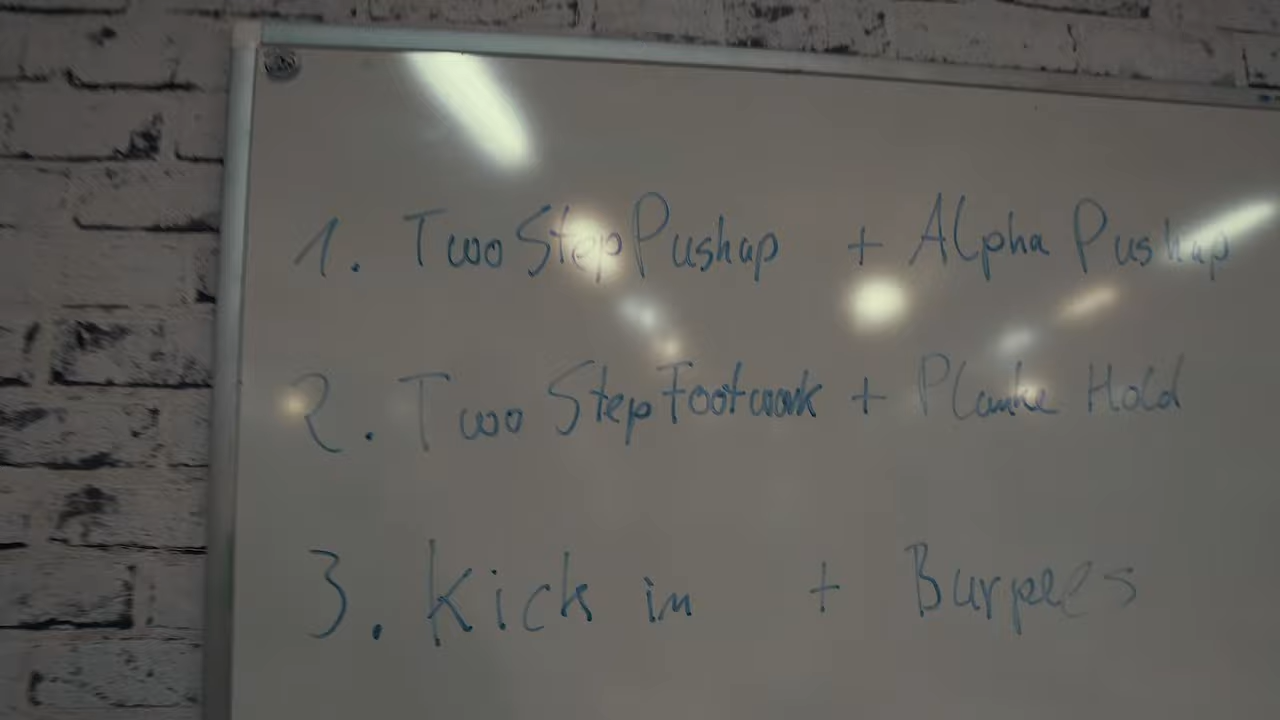 1. Two Step Pushup + Alpha Pushup
2. Two Step Footwork + Planke Hold
3. Kick in + Burpees